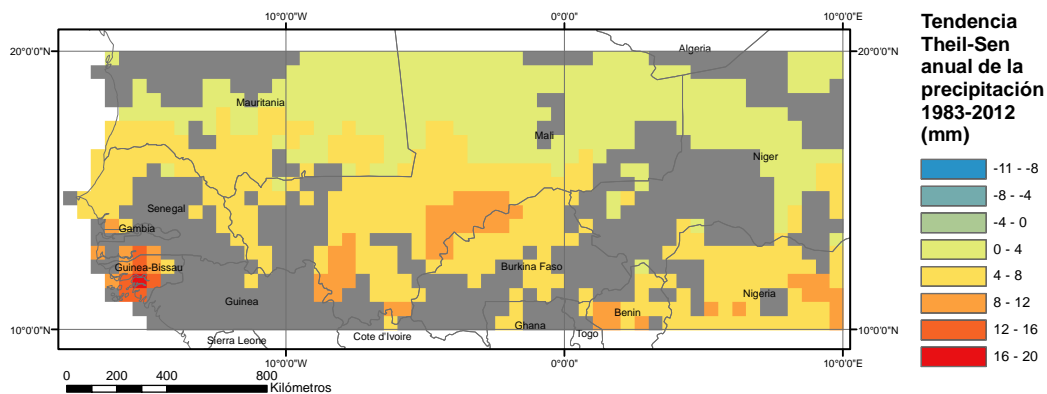 10°0'0"W
0°0'0"
10°0'0"E
20°0'0"N
20°0'0"N
Algeria
Mauritania
Mali
Niger
Senegal
Gambia
Guinea-Bissau
Burkina Faso
Guinea
Nigeria
Benin
Ghana
10°0'0"N
10°0'0"N
Togo
Sierra Leone
Cote d'Ivoire
10°0'0"W
0°0'0"
10°0'0"E
0
200
400
800
Kilómetros
Tendencia
Theil-Sen
anual de la
precipitación
1983-2012
(mm)
-11 - -8
-8 - -4
-4 - 0
0 - 4
4 - 8
8 - 12
12 - 16
16 - 20